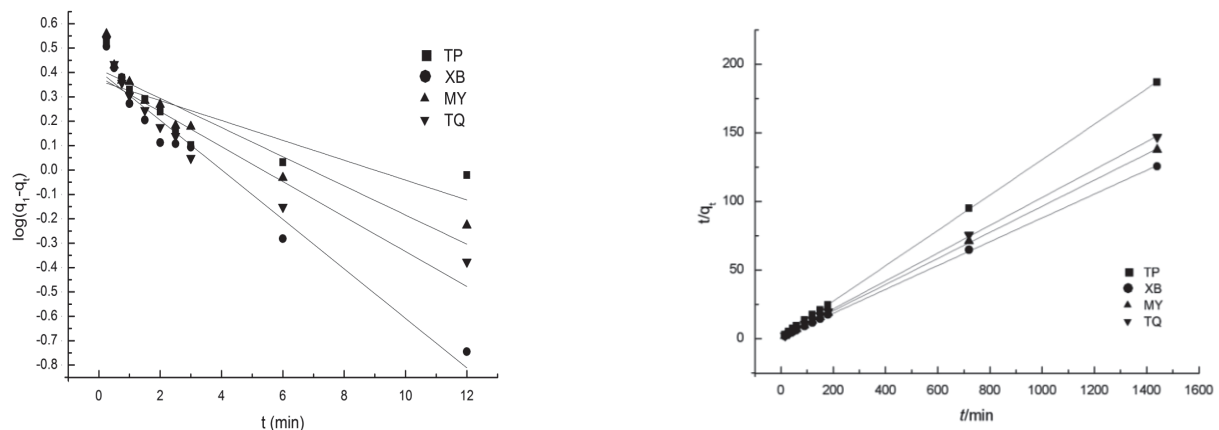 0.6
0.5
0.4
0.3
0.2
0.1
0.0
-0.1
-0.2
-0.3
-0.4
-0.5
-0.6
-0.7
-0.8
log(q₁-qₜ)
0 2 4 6 8 10 12
t (min)
TP
XB
MY
TQ
200
150
100
50
0
t/qₜ
0 200 400 600 800 1000 1200 1400 1600
t/min
TP
XB
MY
TQ